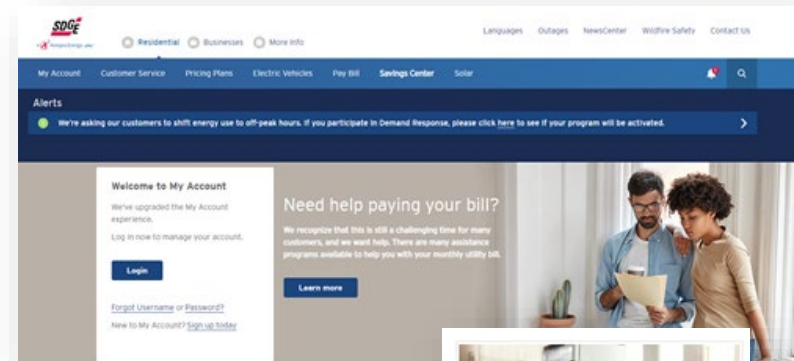 SDGE
Residential Businesses More Info
Languages Outages NewsCenter Wildfire Safety Contact Us
My Account Customer Service Pricing Plans Electric Vehicles Pay Bill Savings Center Solar
Alerts
We're asking our customers to shift energy use to off-peak hours. If you participate in Demand Response, please click here to see if your program will be activated.
Welcome to My Account
We've upgraded the My Account
experience.
Log in now to manage your account.
Login
Forgot Username or Password?
New to My Account? Sign up today
Need help paying your bill?
We recognize that this is still a challenging time for many
customers, and we want help. There are many assistance
programs available to help you with your monthly utility bill.
Learn more